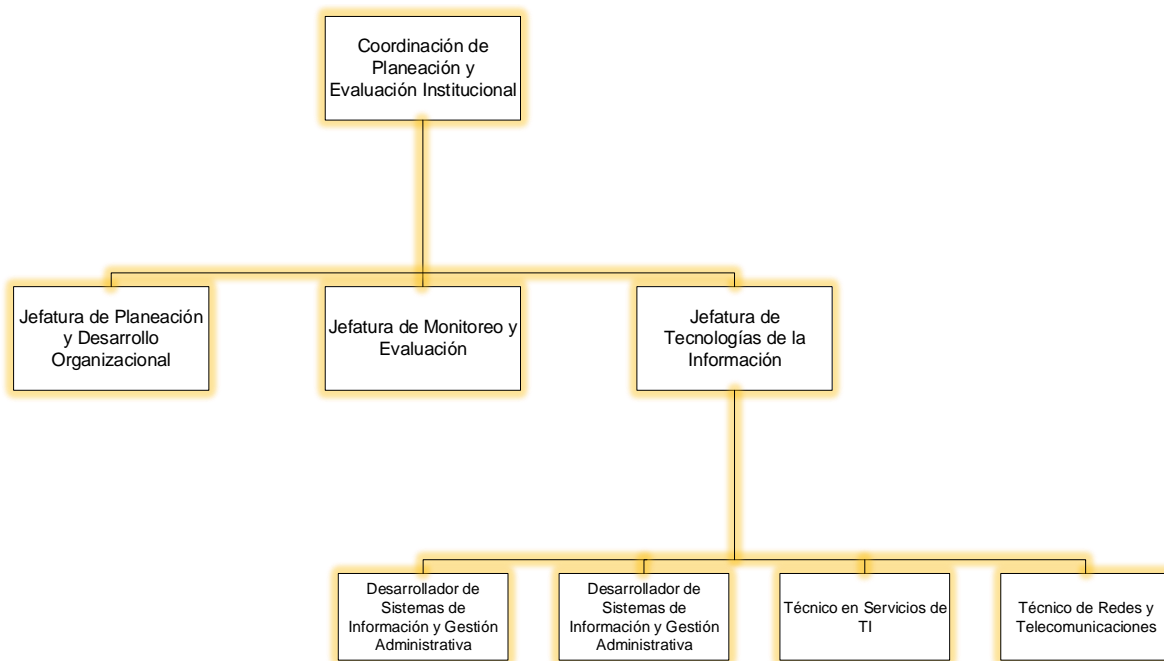 Coordinación de
Planeación y
Evaluación Institucional
Jefatura de Planeación
y Desarrollo
Organizacional
Jefatura de Monitoreo y
Evaluación
Jefatura de
Tecnologías de la
Información
Desarrollador de
Sistemas de
Información y Gestión
Administrativa
Desarrollador de
Sistemas de
Información y Gestión
Administrativa
Técnico en Servicios de
TI
Técnico de Redes y
Telecomunicaciones